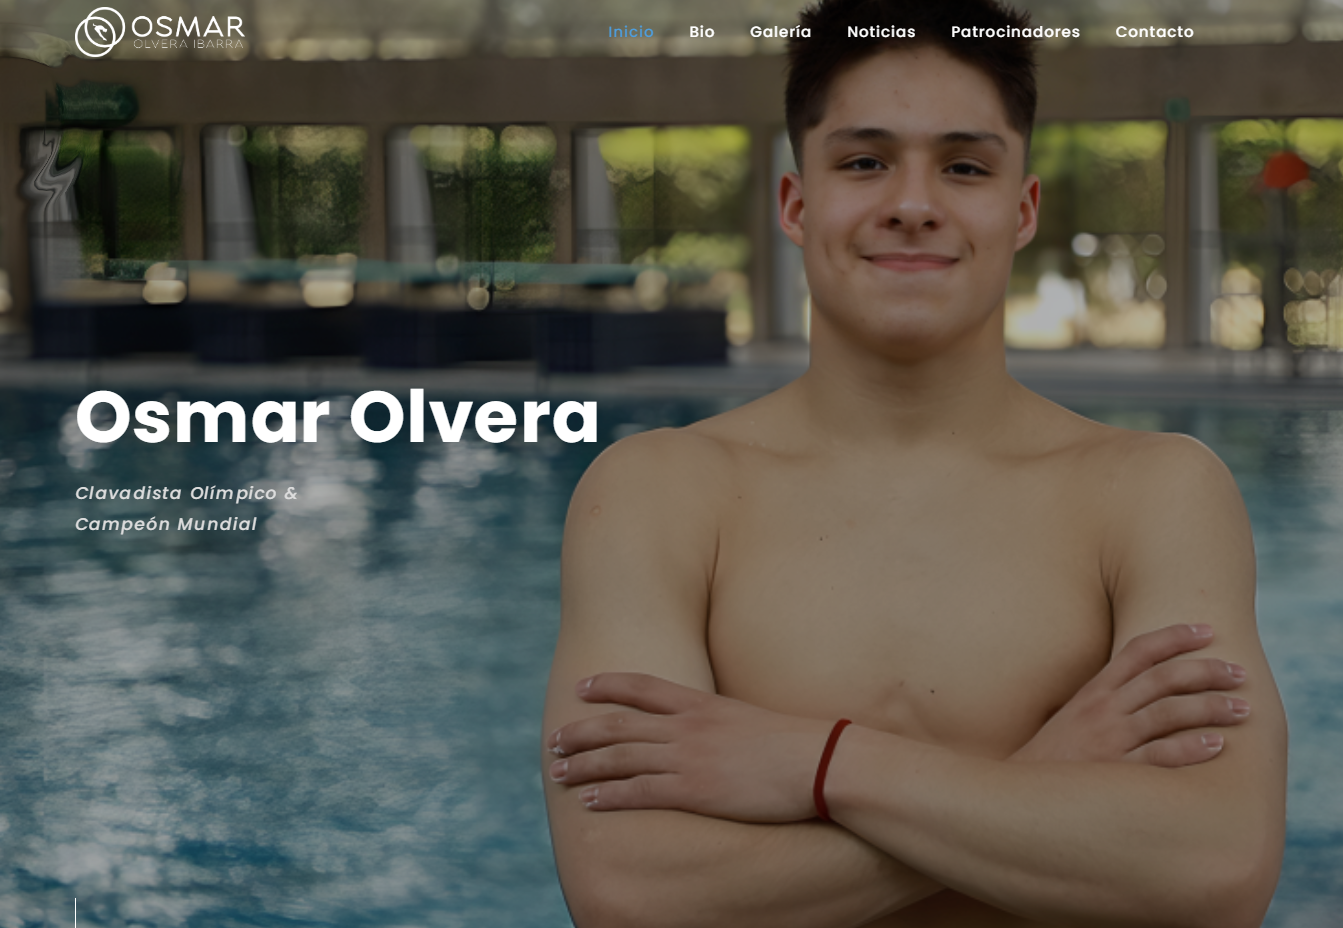 OSMAR
OLVERA IBARRA
Inicio Bio Galería Noticias Patrocinadores Contacto
Osmar Olvera
Clavadista Olímpico &
Campeón Mundial